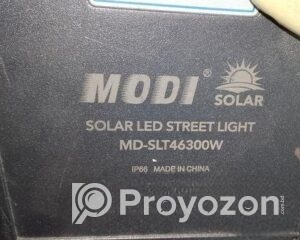 MODI® SOLAR
SOLAR LED STREET LIGHT
MD-SLT46300W
IP66 MADE IN CHINA
Proyozon